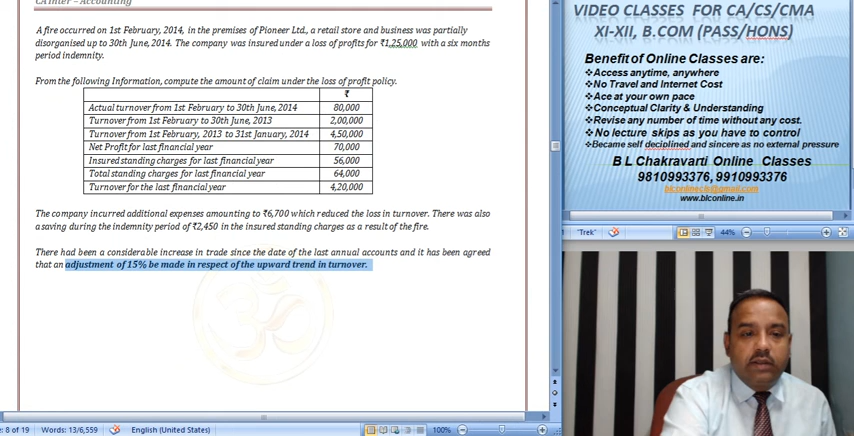 CA Inter – Accounting
A fire occurred on 1st February, 2014, in the premises of Pioneer Ltd., a retail store and business was partially
disorganised up to 30th June, 2014. The company was insured under a loss of profits for ₹1,25,000 with a six months
period indemnity.
From the following Information, compute the amount of claim under the loss of profit policy.
₹
Actual turnover from 1st February to 30th June, 2014 80,000
Turnover from 1st February to 30th June, 2013 2,00,000
Turnover from 1st February, 2013 to 31st January, 2014 4,50,000
Net Profit for last financial year 70,000
Insured standing charges for last financial year 56,000
Total standing charges for last financial year 64,000
Turnover for the last financial year 4,20,000
The company incurred additional expenses amounting to ₹6,700 which reduced the loss in turnover. There was also
a saving during the indemnity period of ₹2,450 in the insured standing charges as a result of the fire.
There had been a considerable increase in trade since the date of the last annual accounts and it has been agreed
that an adjustment of 15% be made in respect of the upward trend in turnover.
: 8 of 19 Words: 13/6,559 English (United States) 100%
VIDEO CLASSES FOR CA/CS/CMA
XI-XII, B.COM (PASS/HONS)
Benefit of Online Classes are:
❖Access anytime, anywhere
❖No Travel and Internet Cost
❖Ace at your own pace
❖Conceptual Clarity & Understanding
❖Revise any number of time without any cost.
❖No lecture skips as you have to control
❖Became self deciplined and sincere as no external pressure
B L Chakravarti Online Classes
9810993376, 9910993376
www.blconline.in
"Trek" 44%